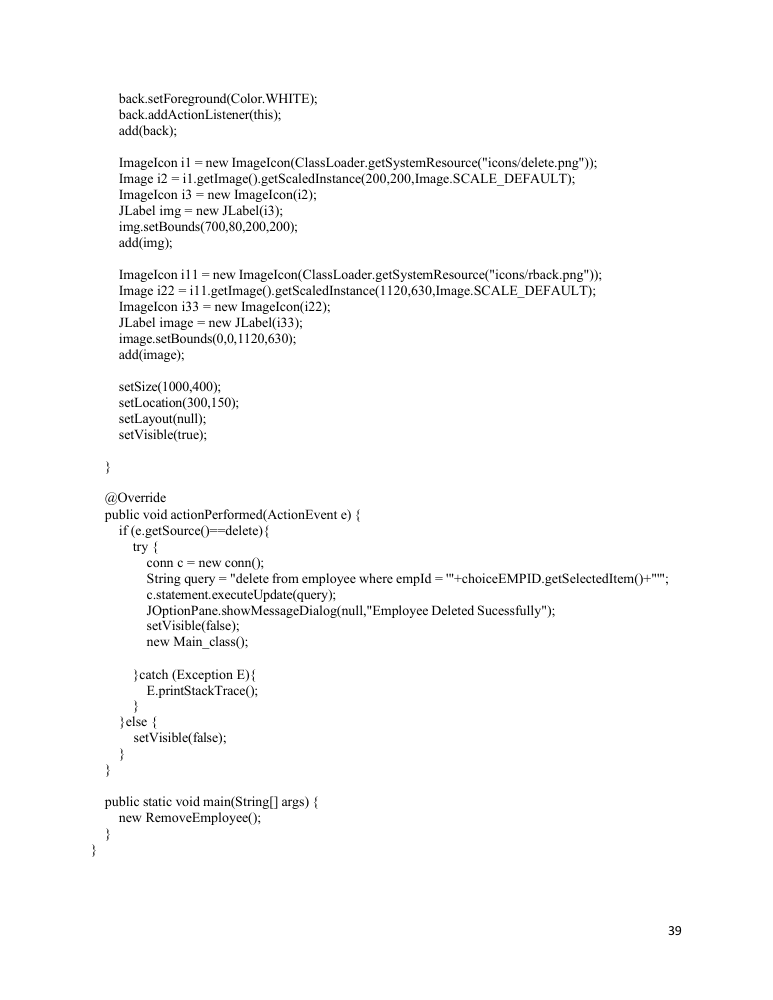 back.setForeground(Color.WHITE);
back.addActionListener(this);
add(back);
ImageIcon i1 = new ImageIcon(ClassLoader.getSystemResource("icons/delete.png"));
Image i2 = i1.getImage().getScaledInstance(200,200,Image.SCALE_DEFAULT);
ImageIcon i3 = new ImageIcon(i2);
JLabel img = new JLabel(i3);
img.setBounds(700,80,200,200);
add(img);
ImageIcon i11 = new ImageIcon(ClassLoader.getSystemResource("icons/rback.png"));
Image i22 = i11.getImage().getScaledInstance(1120,630,Image.SCALE_DEFAULT);
ImageIcon i33 = new ImageIcon(i22);
JLabel image = new JLabel(i33);
image.setBounds(0,0,1120,630);
add(image);
setSize(1000,400);
setLocation(300,150);
setLayout(null);
setVisible(true);
}
@Override
public void actionPerformed(ActionEvent e) {
if (e.getSource()==delete){
try {
conn c = new conn();
String query = "delete from employee where empId = '"+choiceEMPID.getSelectedItem()+"'";
c.statement.executeUpdate(query);
JOptionPane.showMessageDialog(null,"Employee Deleted Sucessfully");
setVisible(false);
new Main_class();
}catch (Exception E){
E.printStackTrace();
}
}else {
setVisible(false);
}
}
public static void main(String[] args) {
new RemoveEmployee();
}
}
39